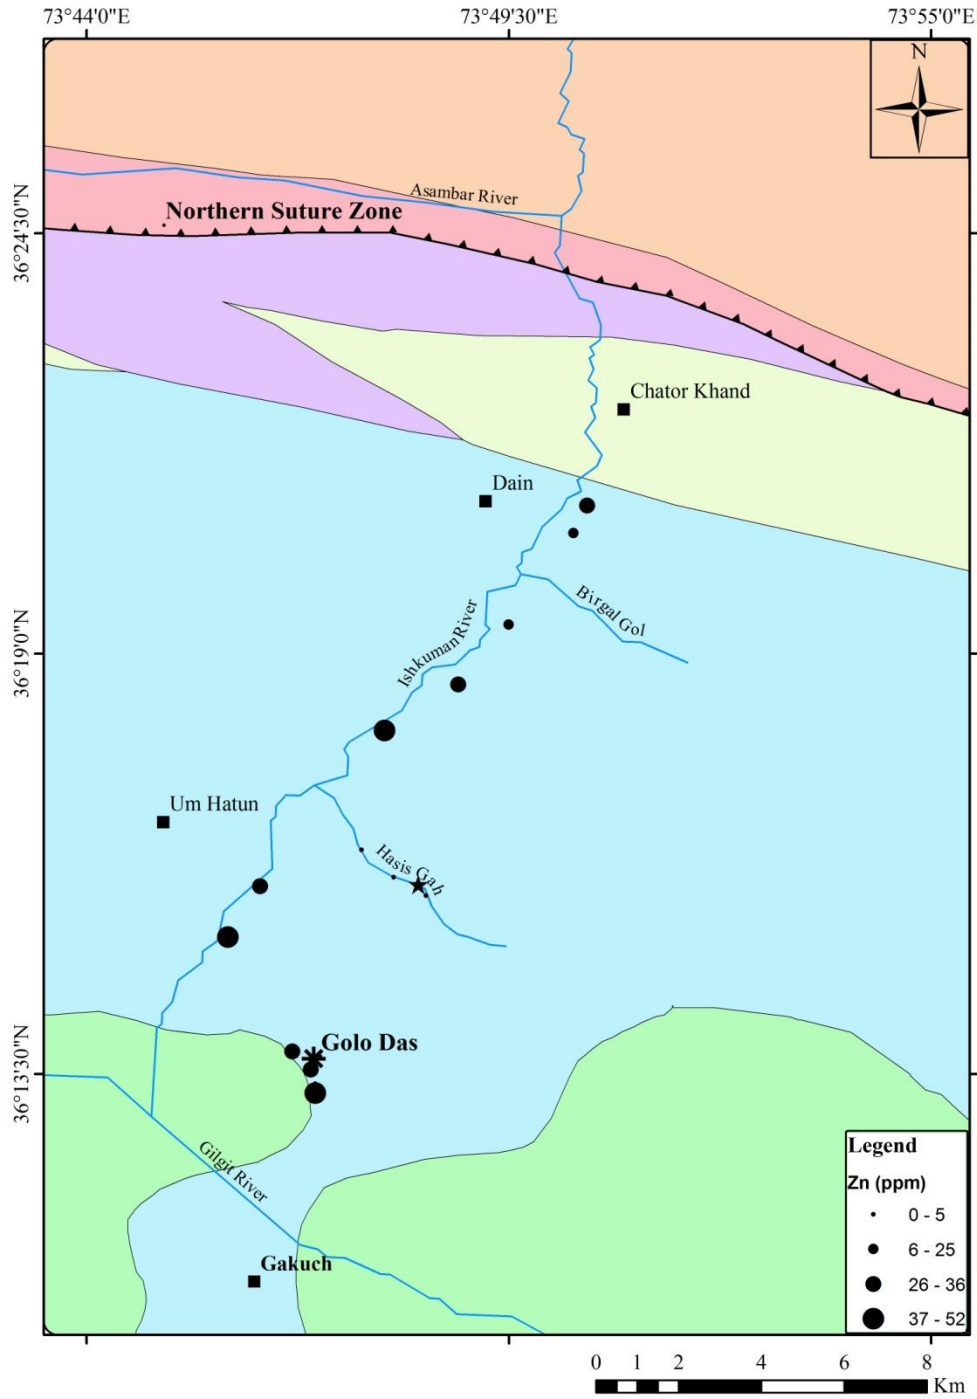 73°44'0"E 73°49'30"E 73°55'0"E
N
Asambar River
Northern Suture Zone
36°24'30"N
Chator Khand
Dain
Birgal Gol
Ishkuman River
36°19'0"N
Um Hatun
Hasis Gah
Golo Das
36°13'30"N
Gilgit River
Gakuch
Legend
Zn (ppm)
0 - 5
6 - 25
26 - 36
37 - 52
0 1 2 4 6 8
Km